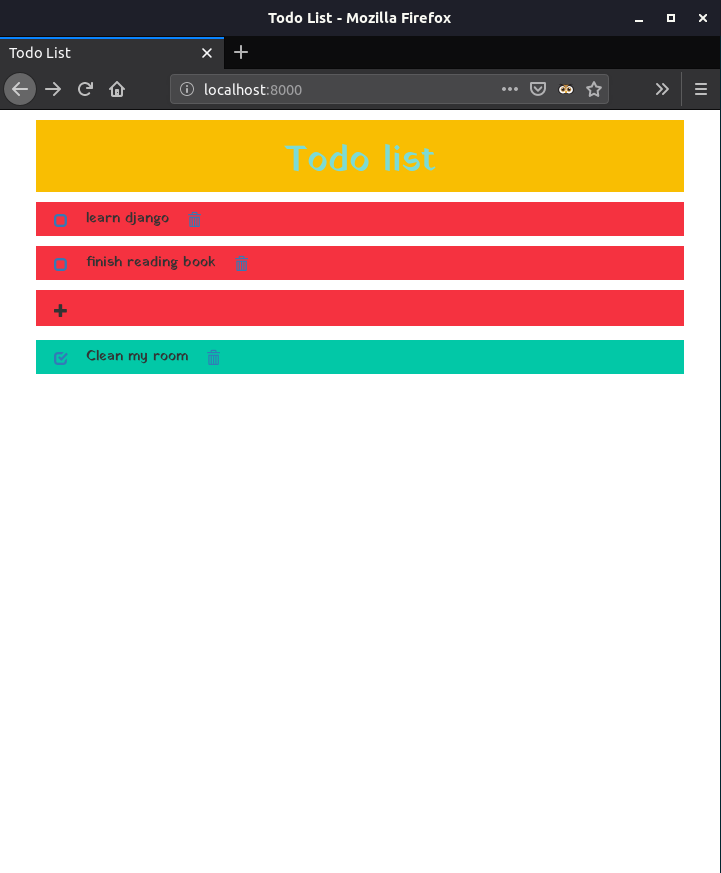 Todo List - Mozilla Firefox
Todo List
localhost:8000
Todo list
learn django
finish reading book
Clean my room